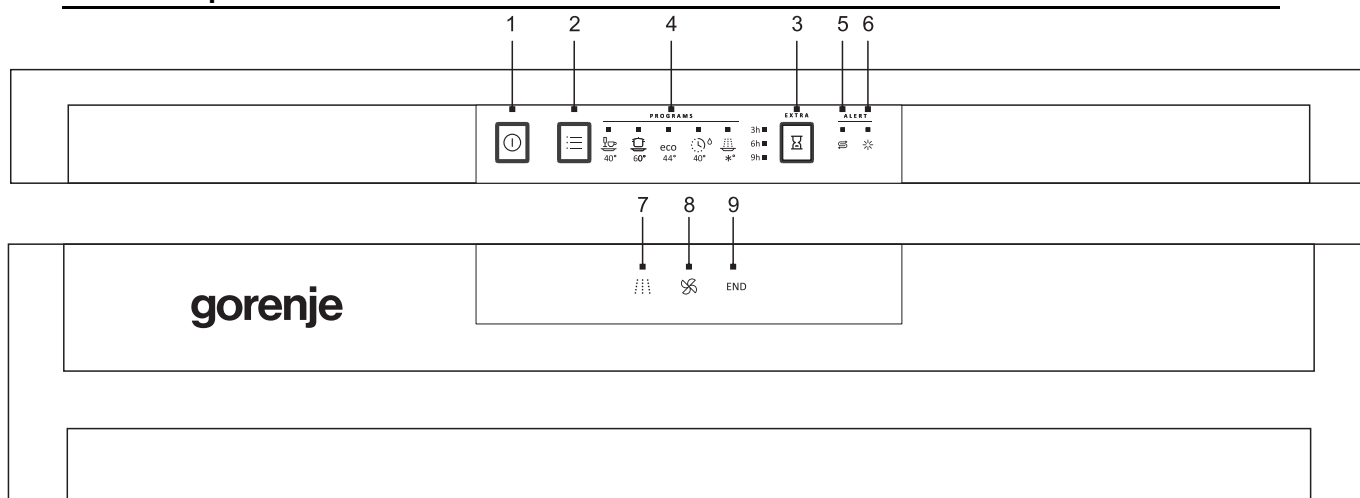 1 2 4 3 5 6
PROGRAMS EXTRA ALERT
3h
6h
9h
eco
40° 60° 44° 40° *°
7 8 9
END
gorenje